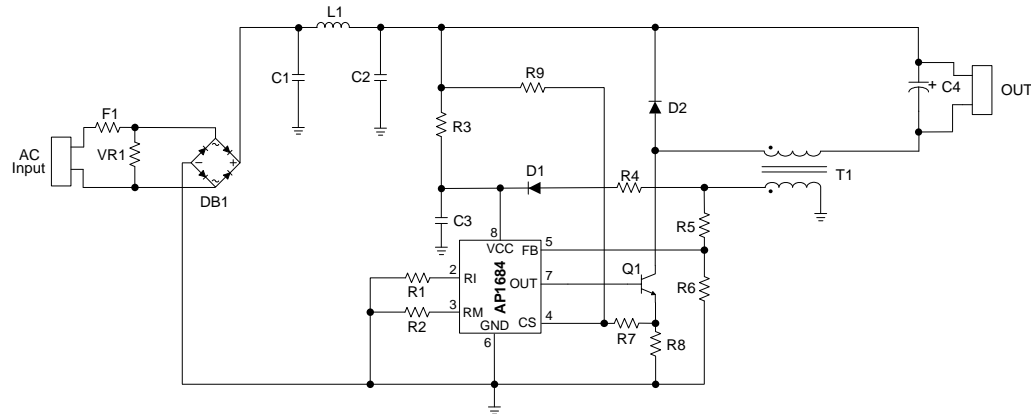 L1
C1
C2
R9
R3
D2
+ C4
OUT
F1
VR1
AC
Input
~
~
-
+
DB1
T1
D1
R4
C3
R5
8
VCC
FB
5
AP1684
Q1
R1
2
RI
OUT
7
R6
R2
3
RM
GND
CS
4
6
R7
R8